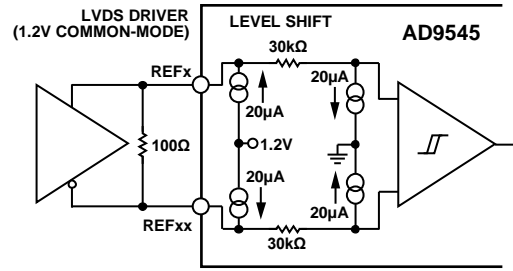 LVDS DRIVER
(1.2V COMMON-MODE)
LEVEL SHIFT
AD9545
30kΩ
REFx
20µA
20µA
100Ω
1.2V
20µA
20µA
REFxx
30kΩ